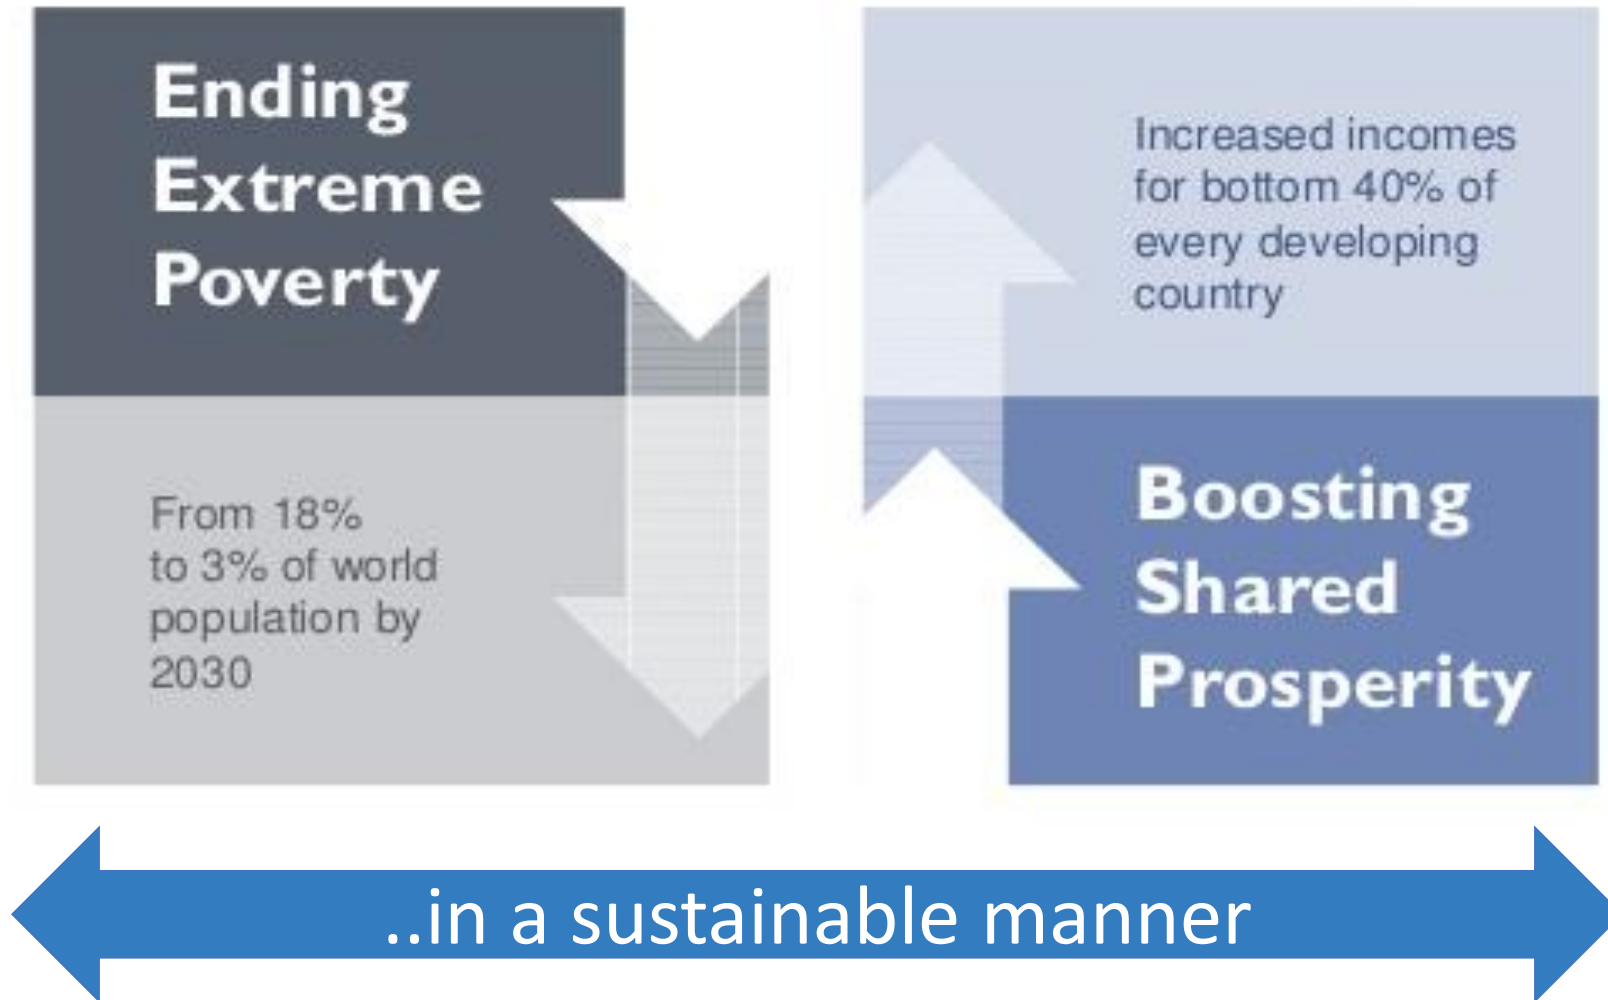 Ending
Extreme
Poverty
From 18%
to 3% of world
population by
2030
Increased incomes
for bottom 40% of
every developing
country
Boosting
Shared
Prosperity
..in a sustainable manner